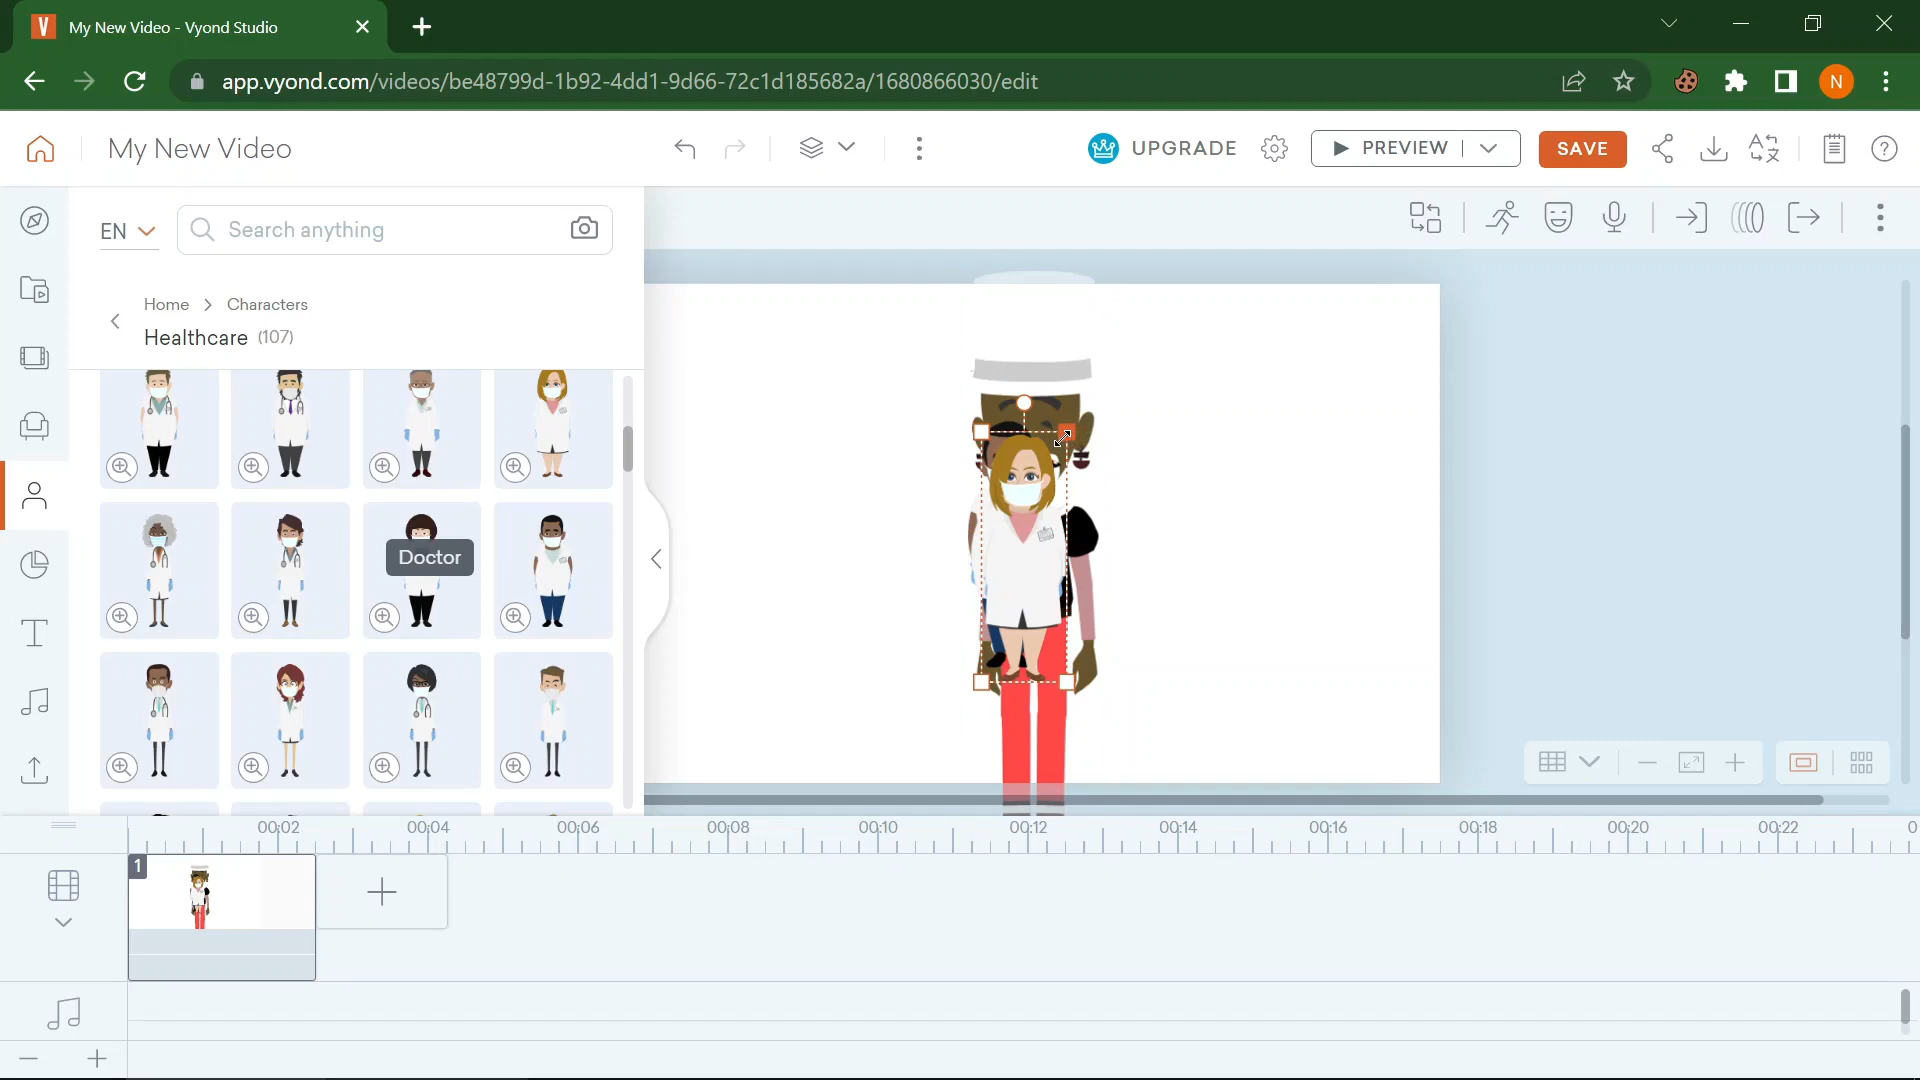 My New Video - Vyond Studio
app.vyond.com/videos/be48799d-1b92-4dd1-9d66-72c1d185682a/1680866030/edit
N
My New Video
UPGRADE
PREVIEW
SAVE
EN
Search anything
Home > Characters
Healthcare (107)
Doctor
00:02 00:04 00:06 00:08 00:10 00:12 00:14 00:16 00:18 00:20 00:22 0
1